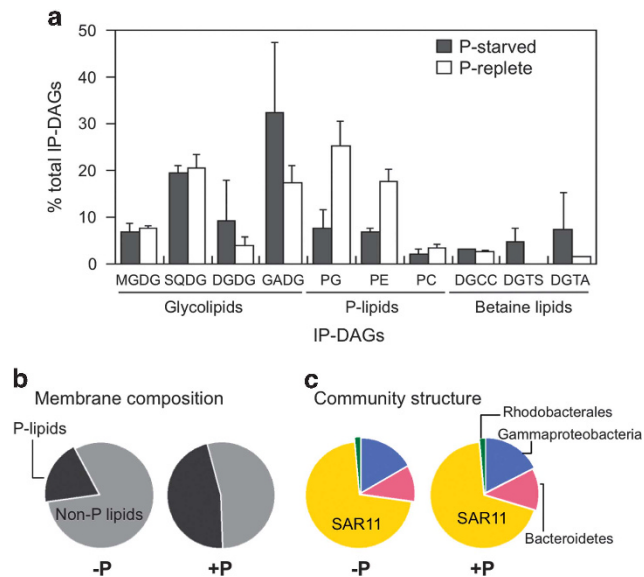 a
P-starved
P-replete
% total IP-DAGs
50
40
30
20
10
0
MGDG SQDG DGDG GADG PG PE PC DGCC DGTS DGTA
Glycolipids P-lipids Betaine lipids
IP-DAGs
b Membrane composition
c Community structure
P-lipids
Non-P lipids
Rhodobacterales
Gammaproteobacteria
SAR11
SAR11
Bacteroidetes
-P +P -P +P